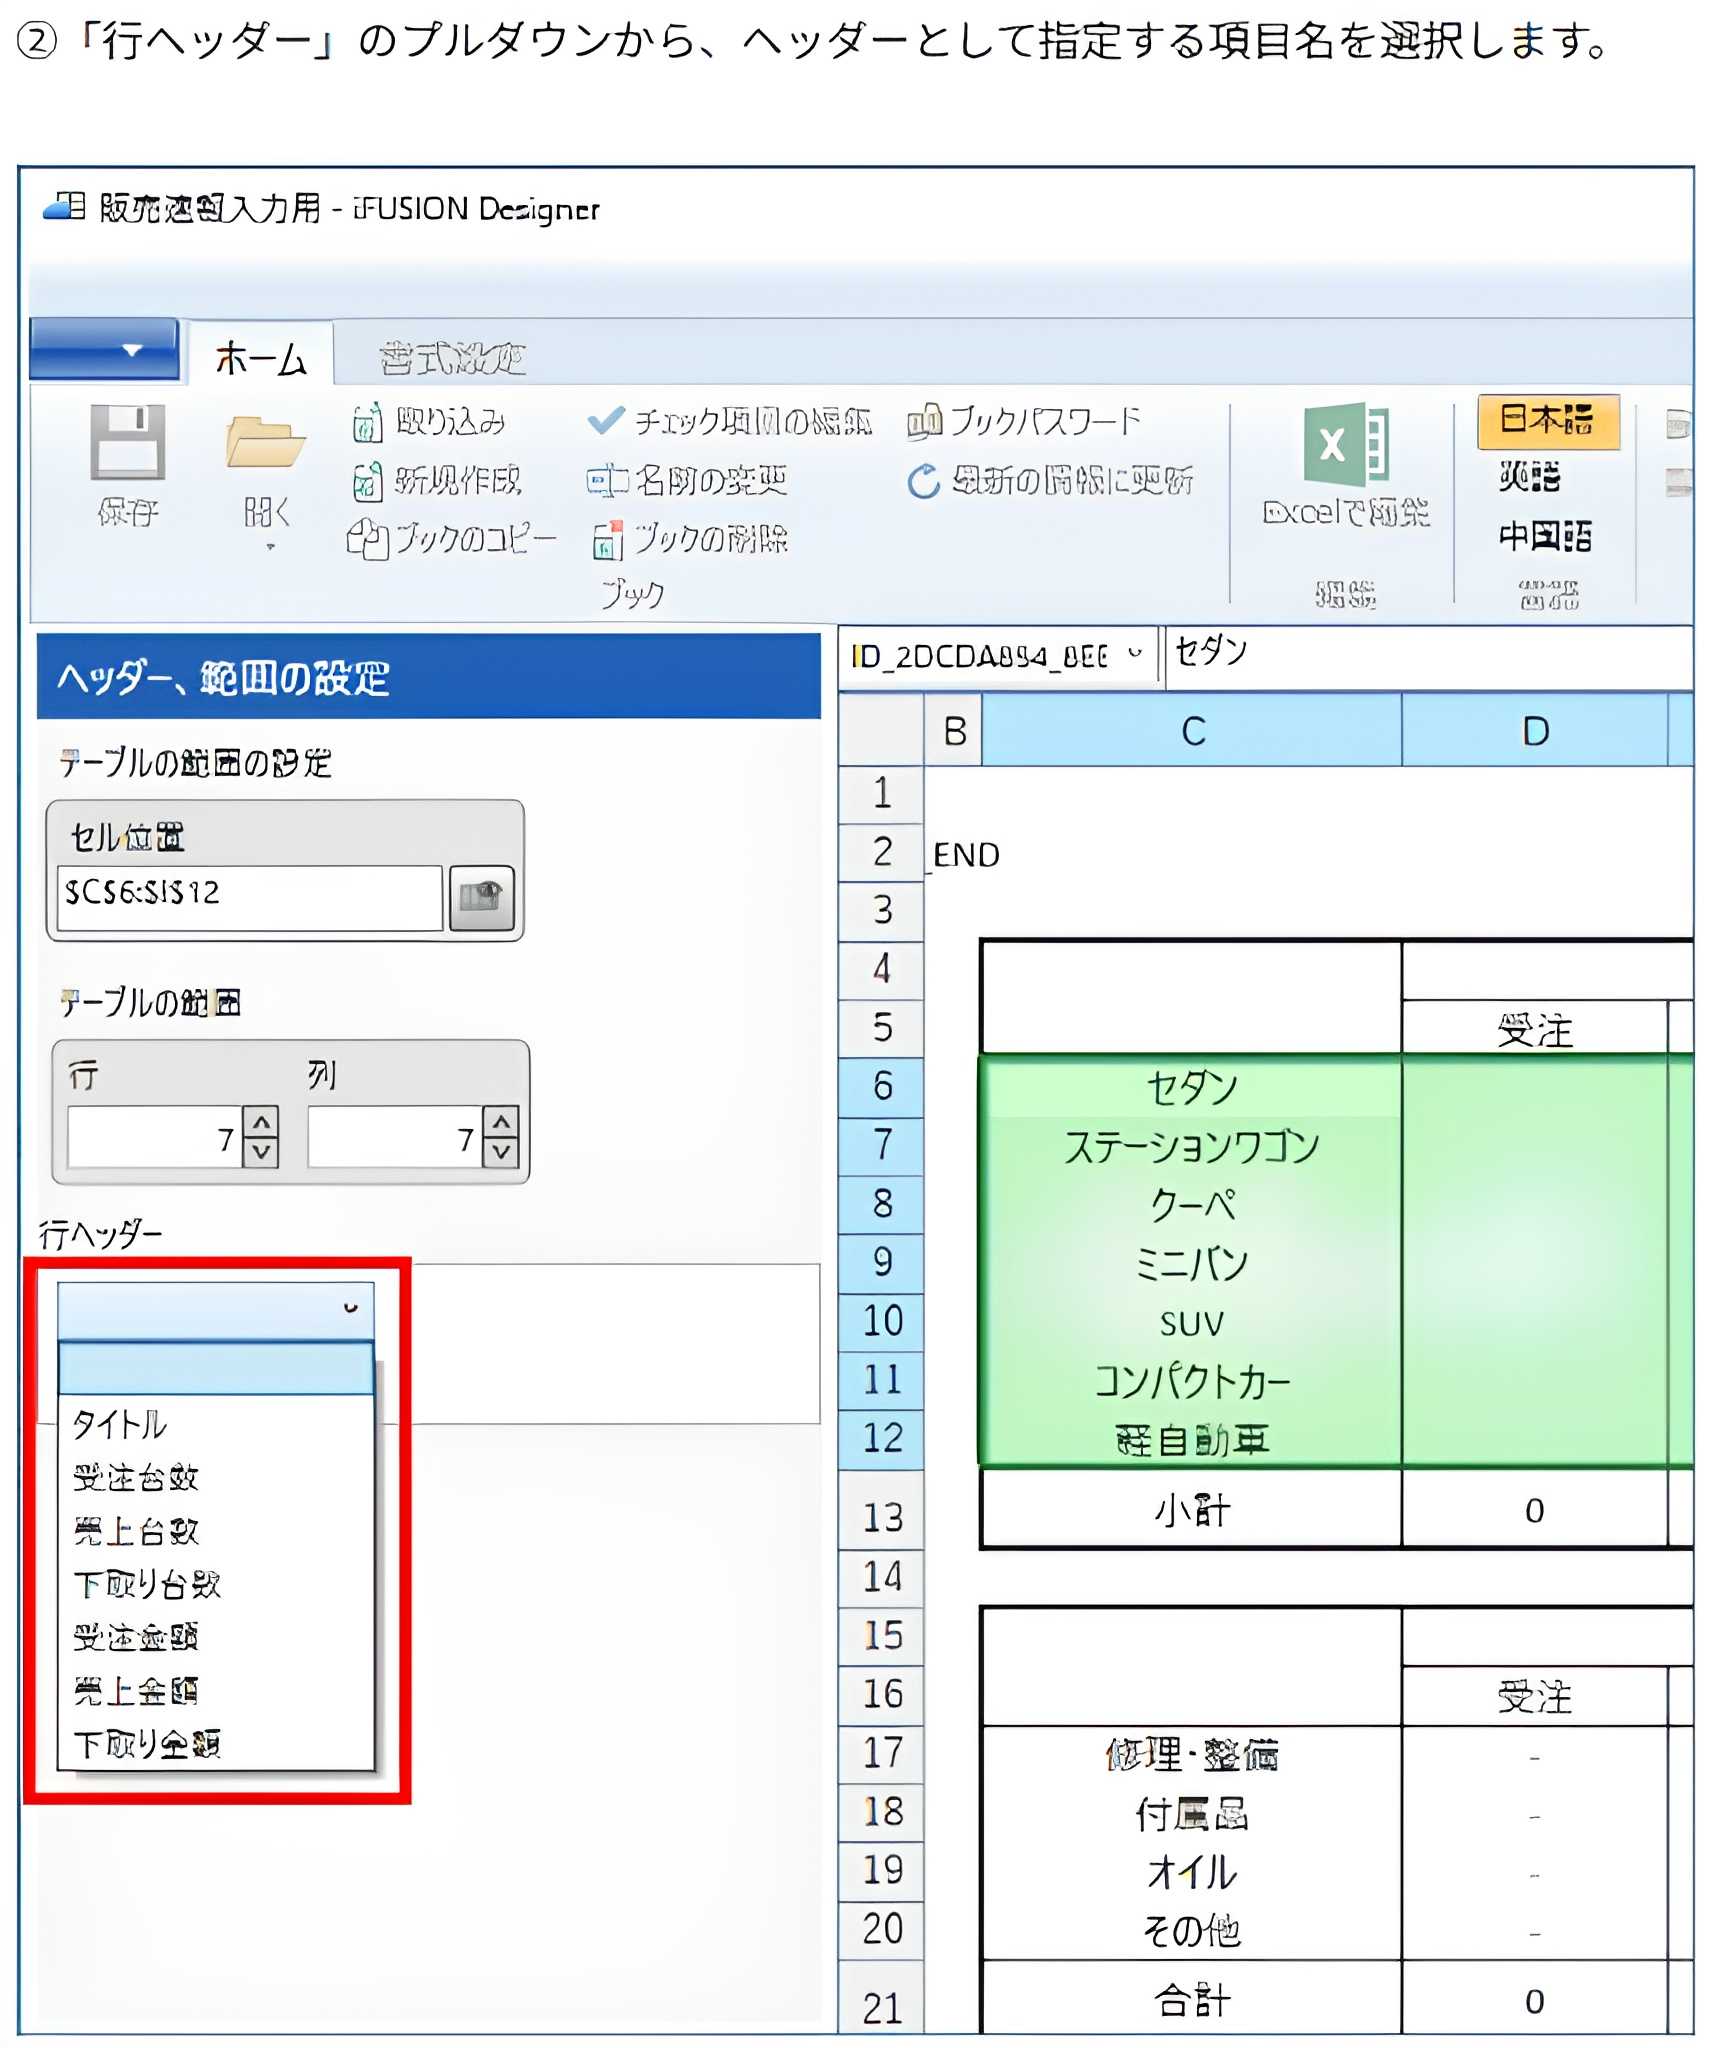 ②「行ヘッダー」のプルダウンから、ヘッダーとして指定する項目名を選択します。
販売速報入力用 - iFUSION Designer
ホーム 書式設定
取り込み チェック項目の編集 ブックパスワード 日本語
保存 開く 新規作成 名前の変更 最新の情報に更新 Excelで編集 英語
ブックのコピー ブックの削除 中国語
ブック 編集 言語
ヘッダー、範囲の設定
テーブルの範囲の設定
セル位置
$C$6:$I$12
テーブルの範囲
行 列
7 7
行ヘッダー
タイトル
受注台数
売上台数
下取り台数
受注金額
売上金額
下取り金額
セダン
B C D
1
2 _END
3
4
5 受注
6 セダン
7 ステーションワゴン
8 クーペ
9 ミニバン
10 SUV
11 コンパクトカー
12 軽自動車
13 小計 0
14
15
16 受注
17 修理・整備 -
18 付属品 -
19 オイル -
20 その他 -
21 合計 0